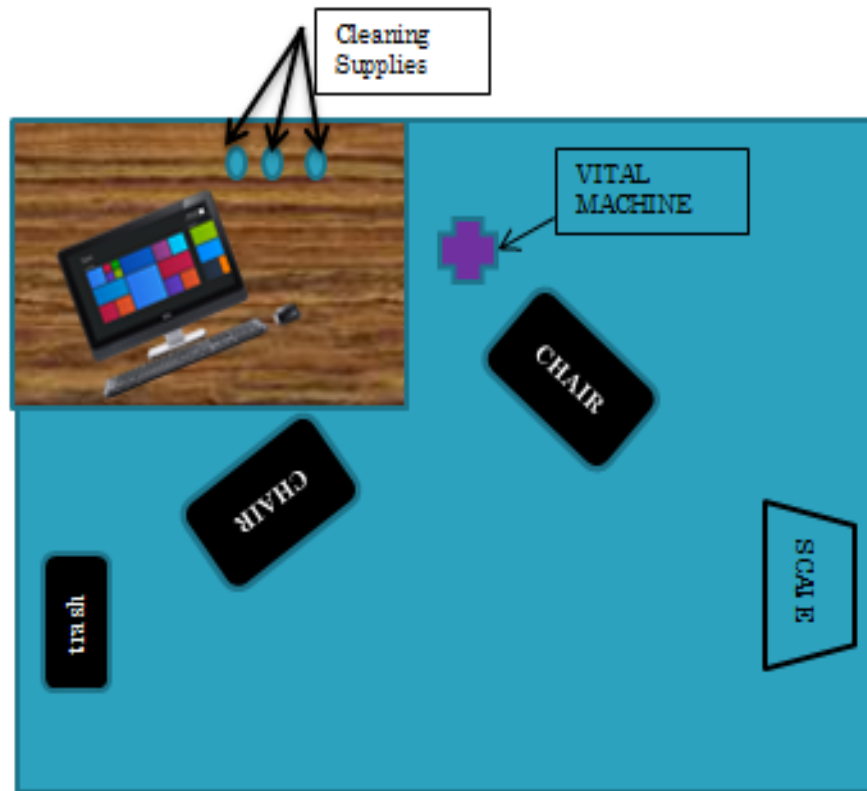 Cleaning
Supplies
VITAL
MACHINE
CHAIR
CHAIR
SCALE
trash